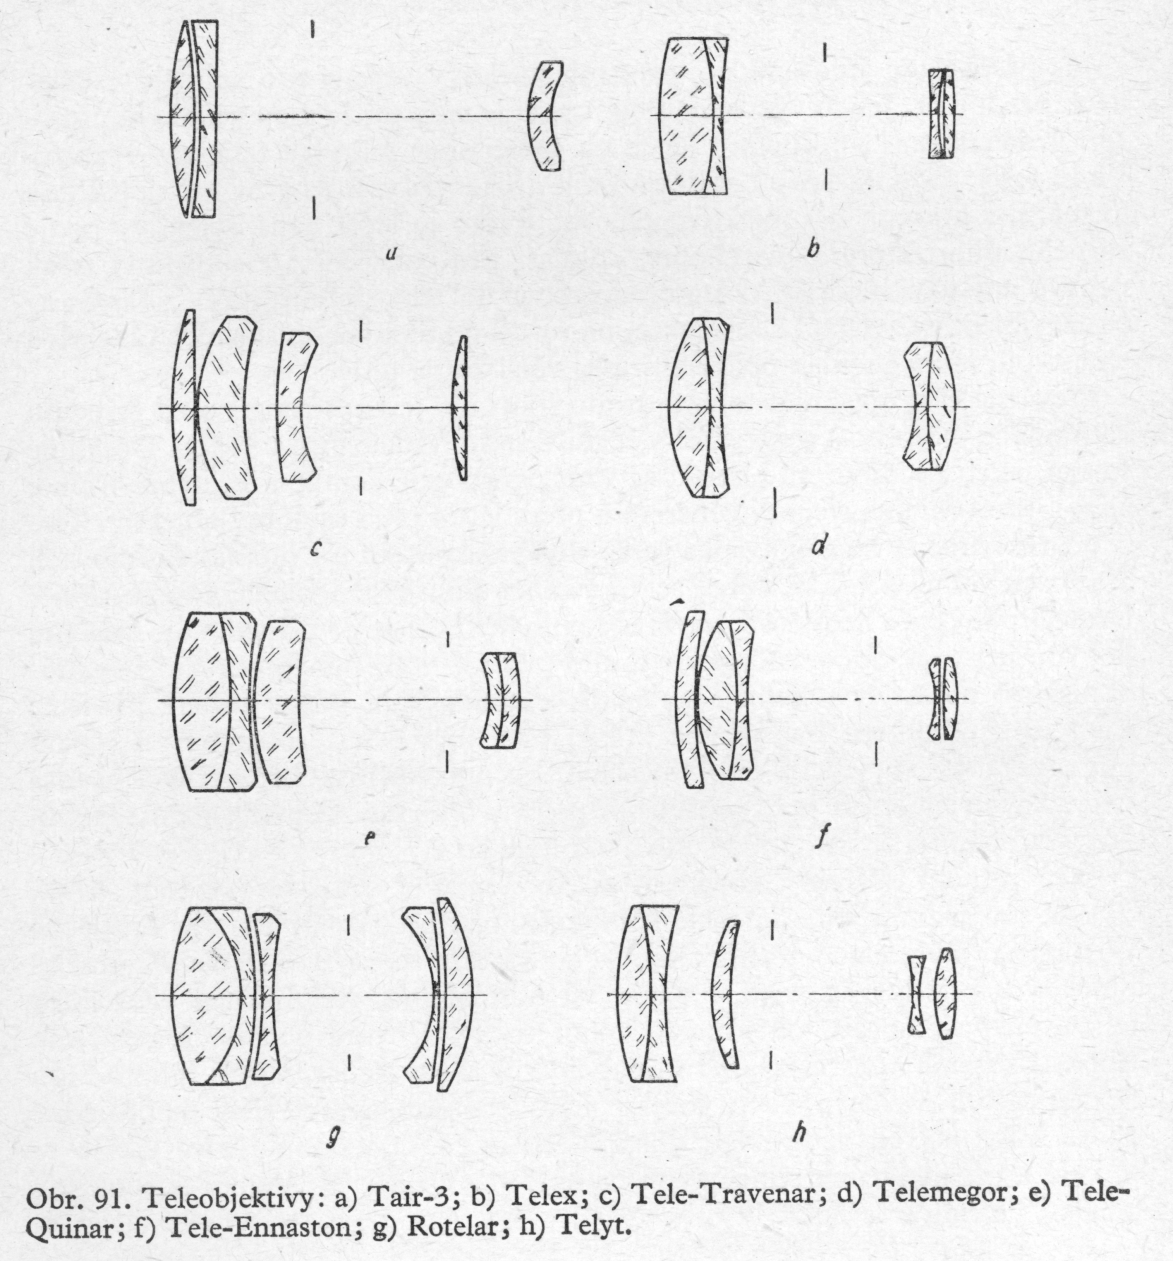 a
b
c
d
e
f
g
h
Obr. 91. Teleobjektivy: a) Tair-3; b) Telex; c) Tele-Travenar; d) Telemegor; e) Tele-
Quinar; f) Tele-Ennaston; g) Rotelar; h) Telyt.